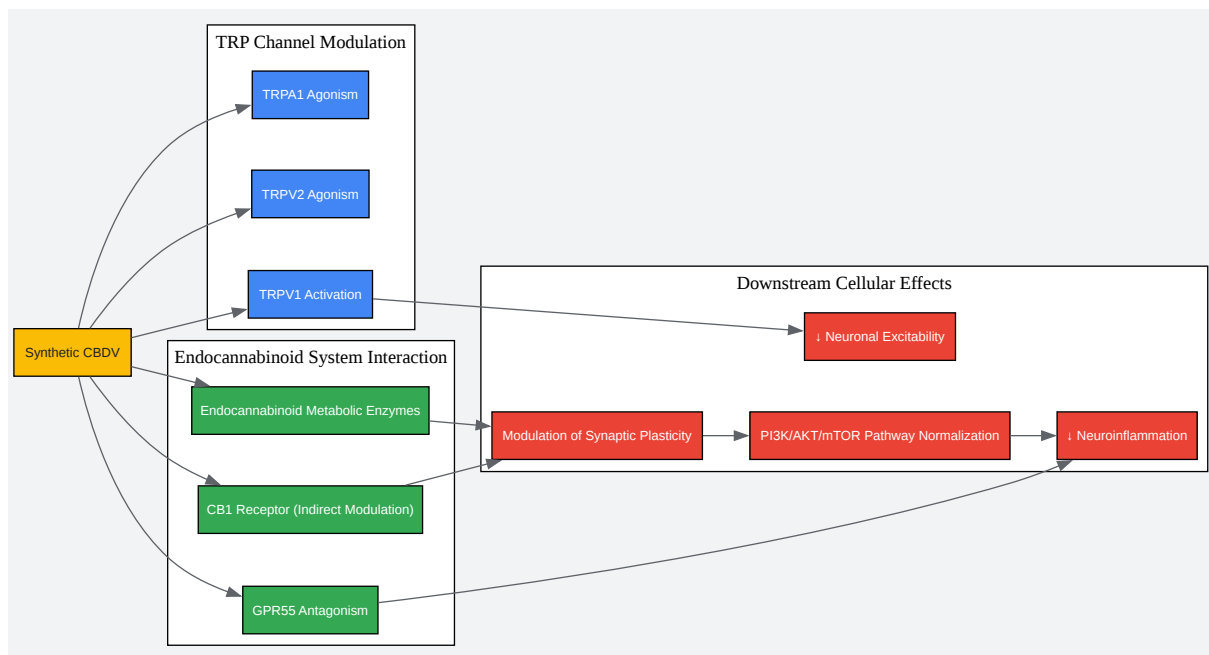 TRP Channel Modulation
TRPA1 Agonism
TRPV2 Agonism
TRPV1 Activation
Synthetic CBDV
Endocannabinoid System Interaction
Endocannabinoid Metabolic Enzymes
CB1 Receptor (Indirect Modulation)
GPR55 Antagonism
Downstream Cellular Effects
↓ Neuronal Excitability
Modulation of Synaptic Plasticity
PI3K/AKT/mTOR Pathway Normalization
↓ Neuroinflammation